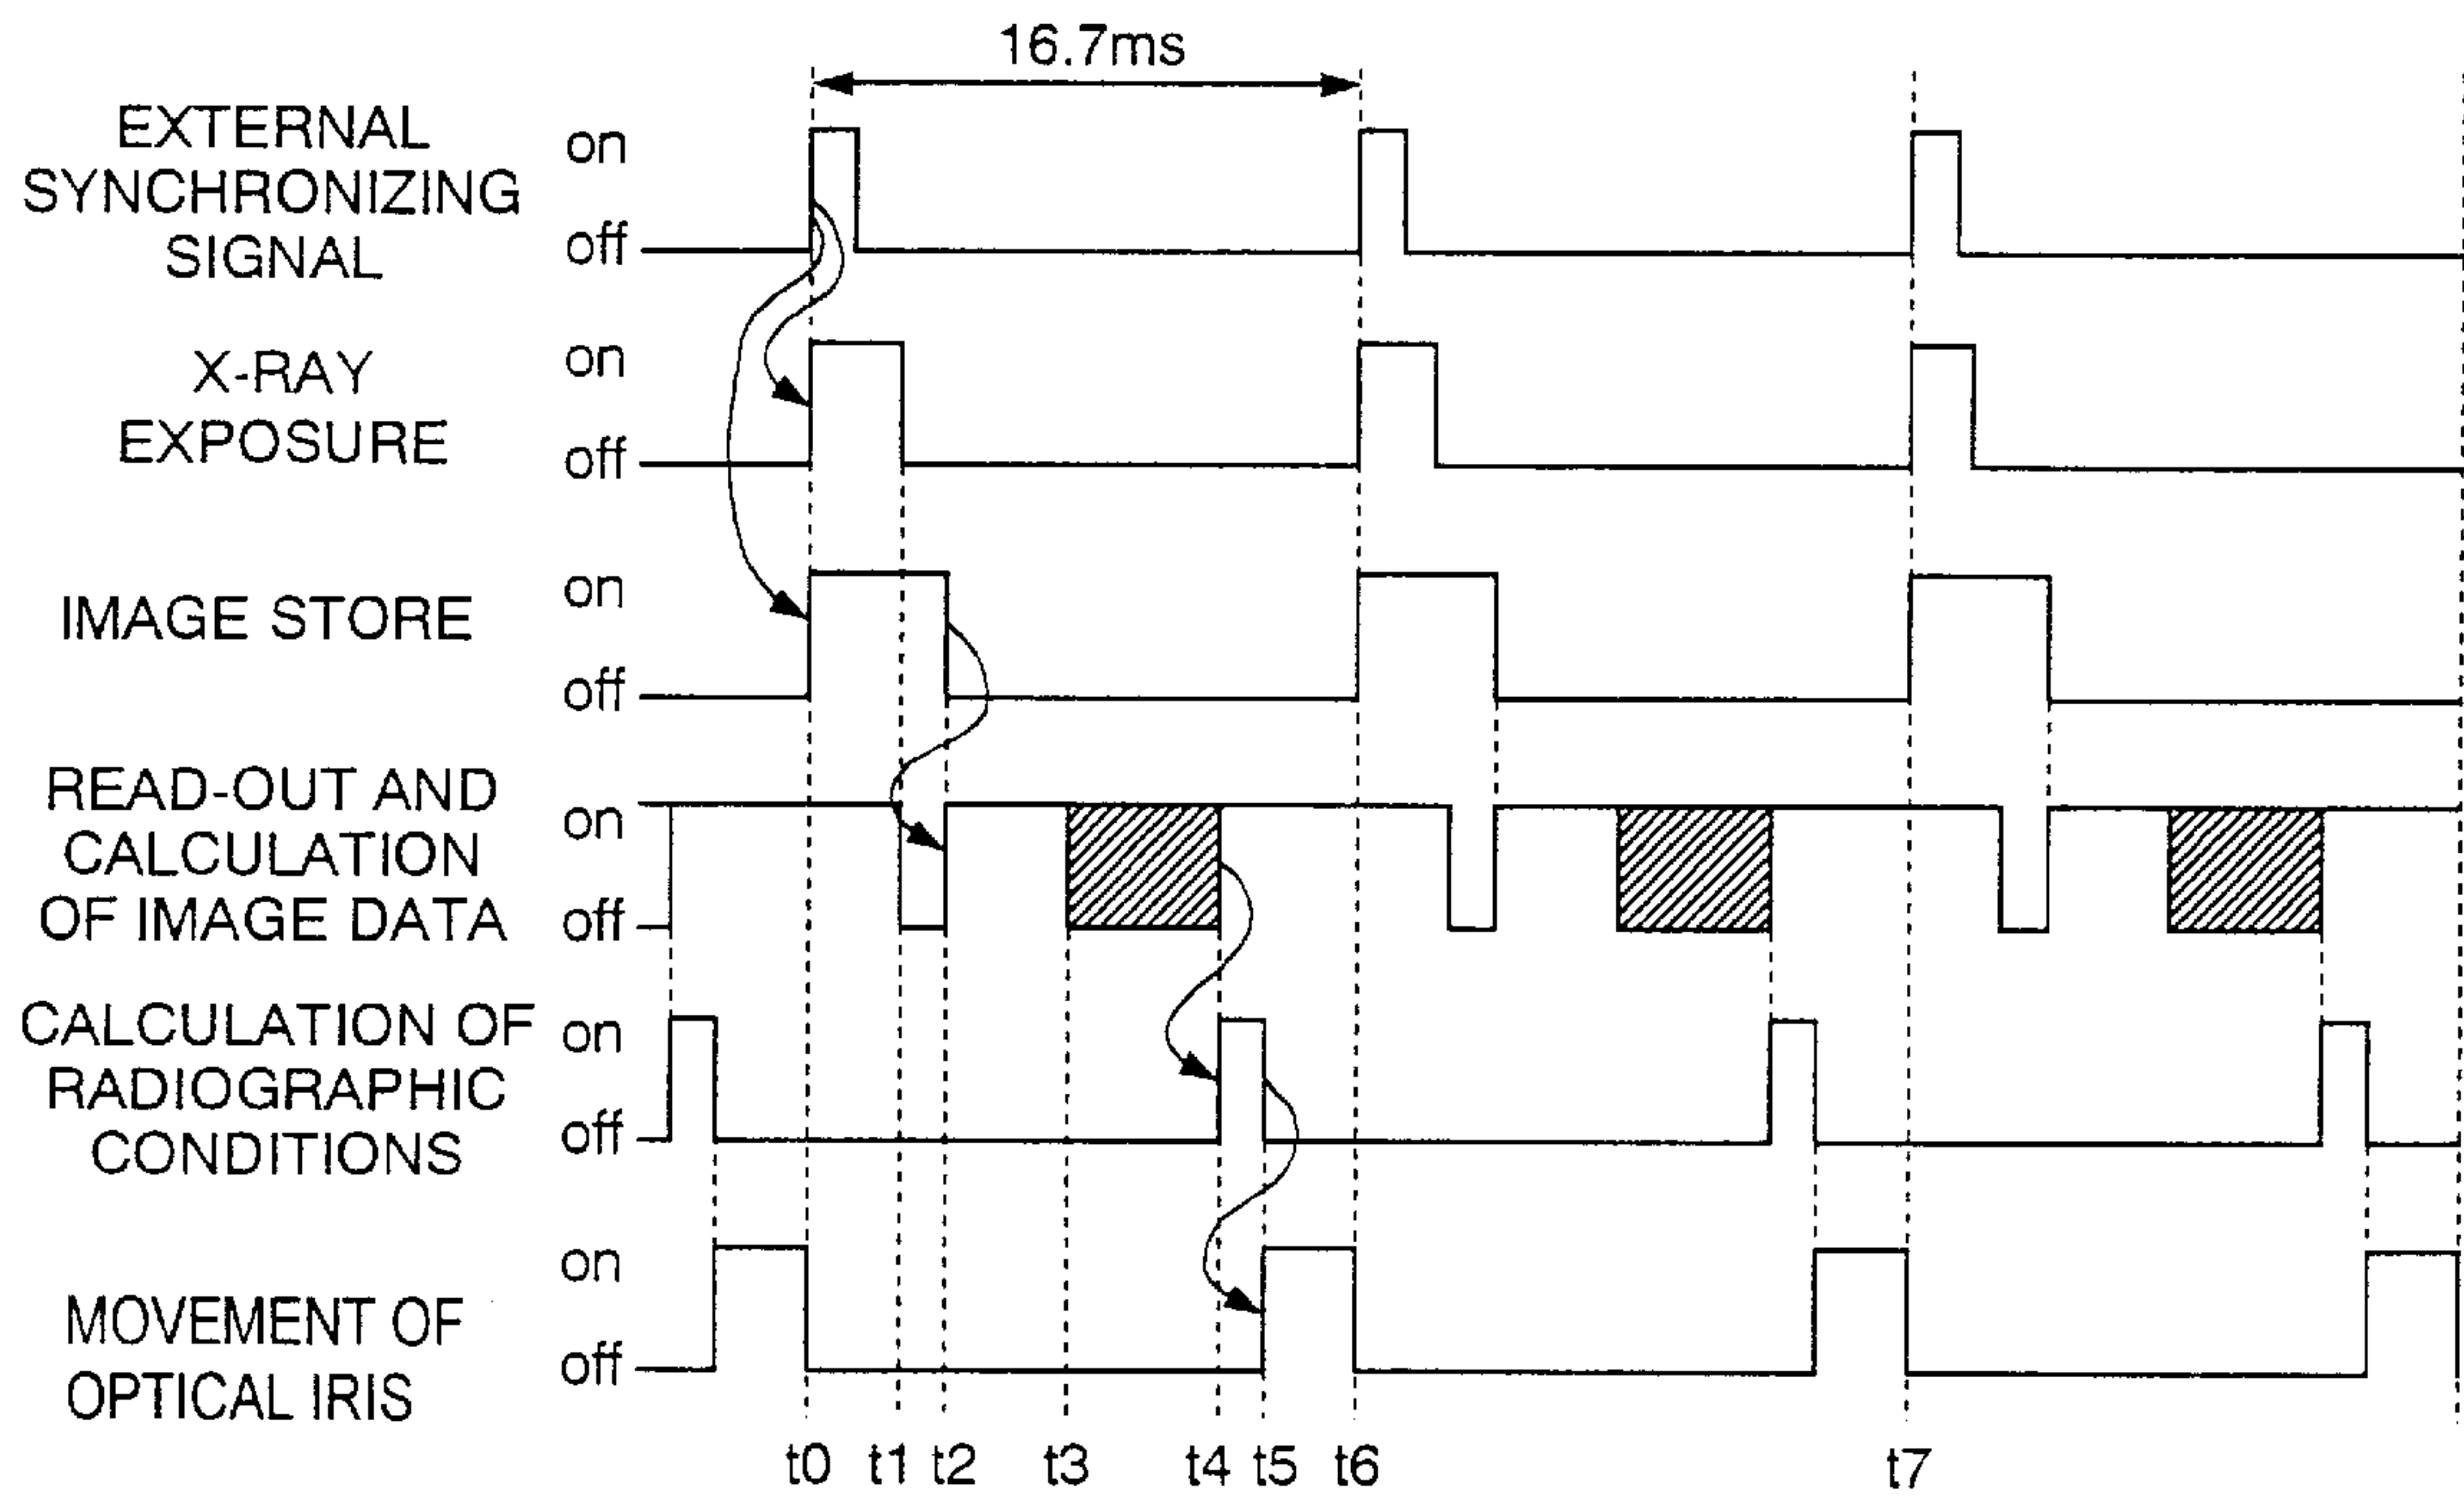 16.7ms
EXTERNAL
SYNCHRONIZING
SIGNAL
on
off
X-RAY
EXPOSURE
on
off
IMAGE STORE
on
off
READ-OUT AND
CALCULATION
OF IMAGE DATA
on
off
CALCULATION OF
RADIOGRAPHIC
CONDITIONS
on
off
MOVEMENT OF
OPTICAL IRIS
on
off
t0 t1 t2 t3 t4 t5 t6 t7